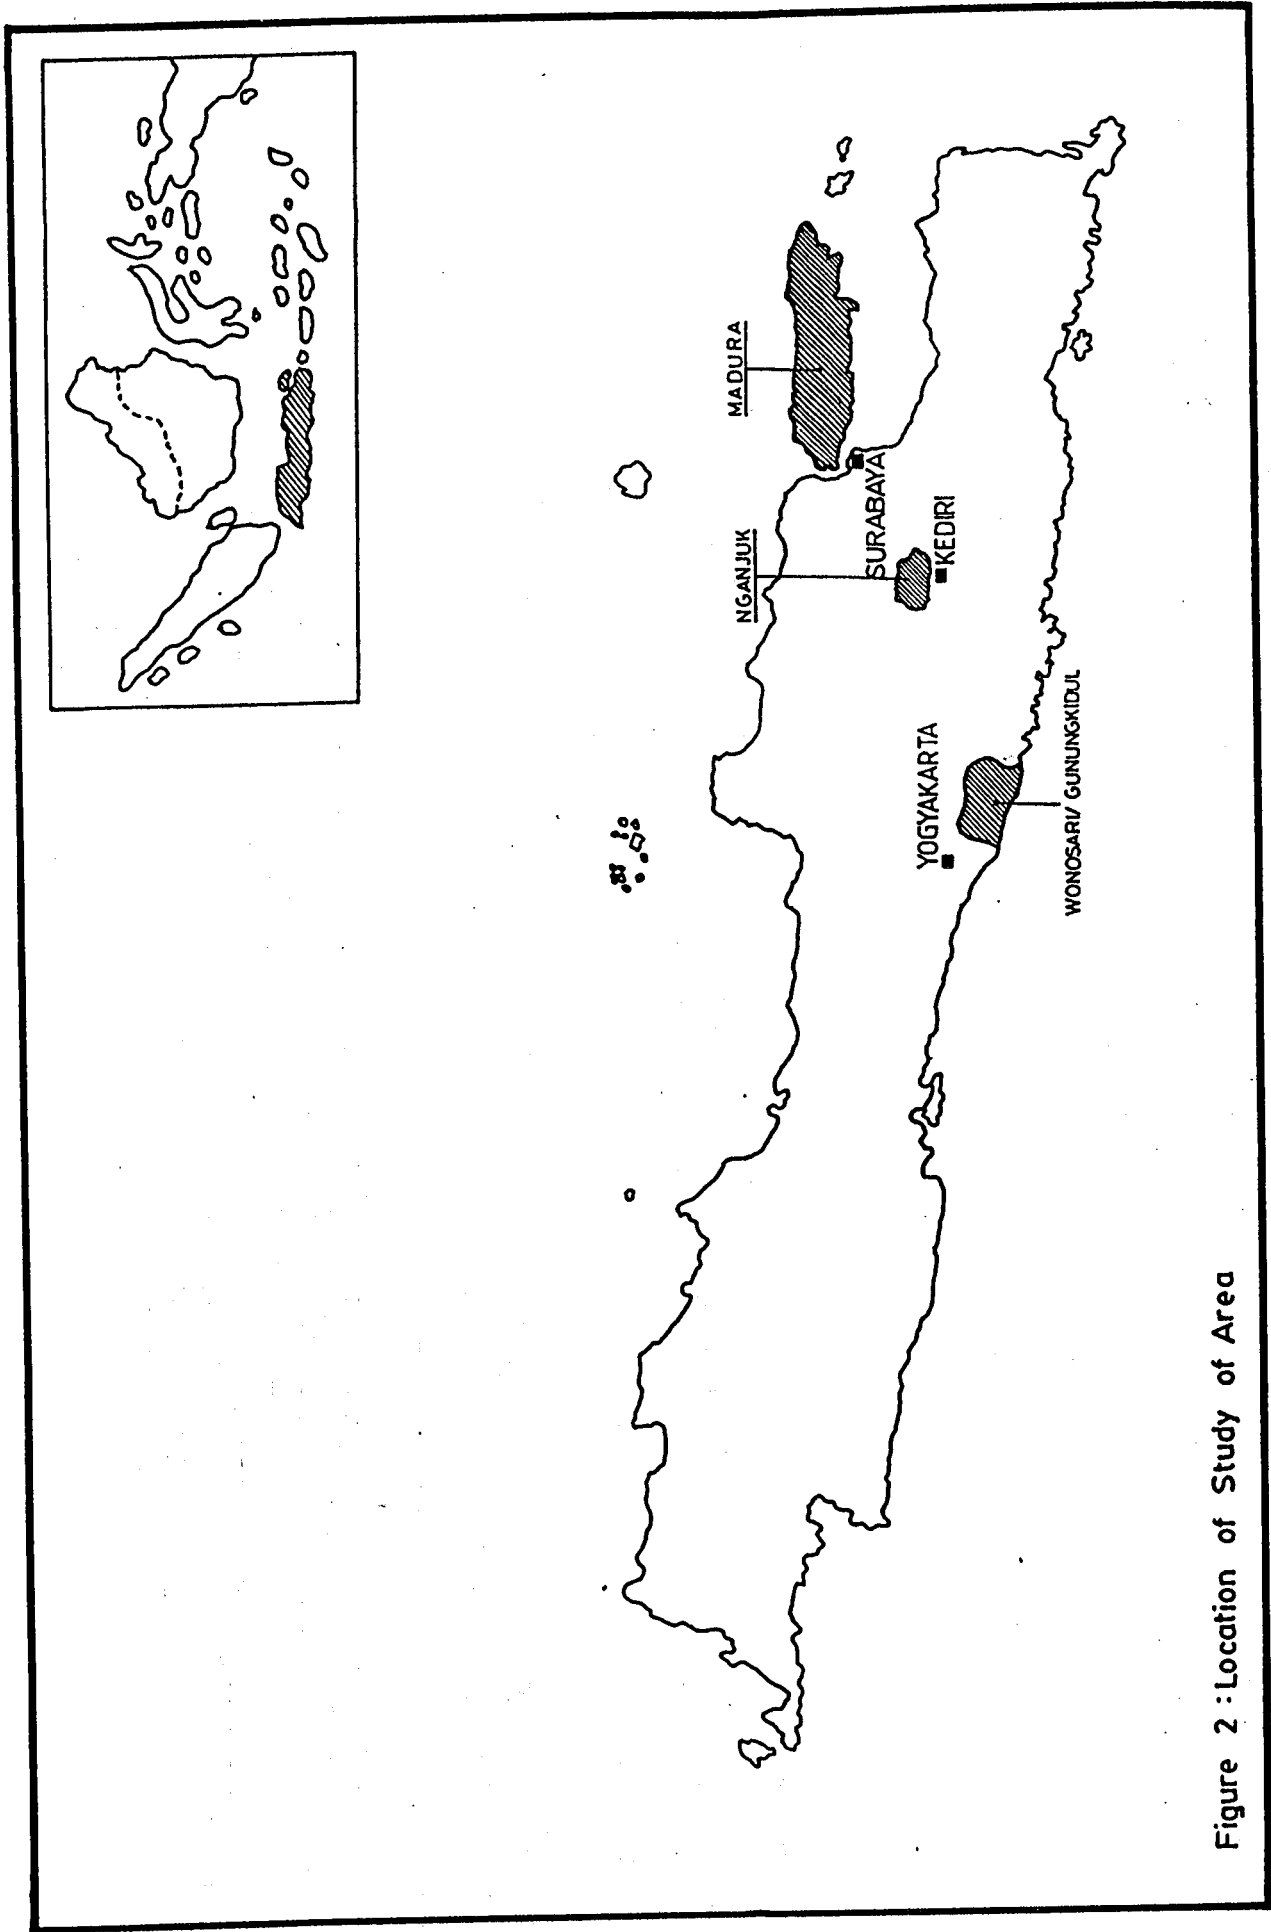 MADURA
SURABAYA
NGANJUK
KEDIRI
YOGYAKARTA
WONOSARI/ GUNUNGKIDUL
Figure 2 : Location of Study of Area